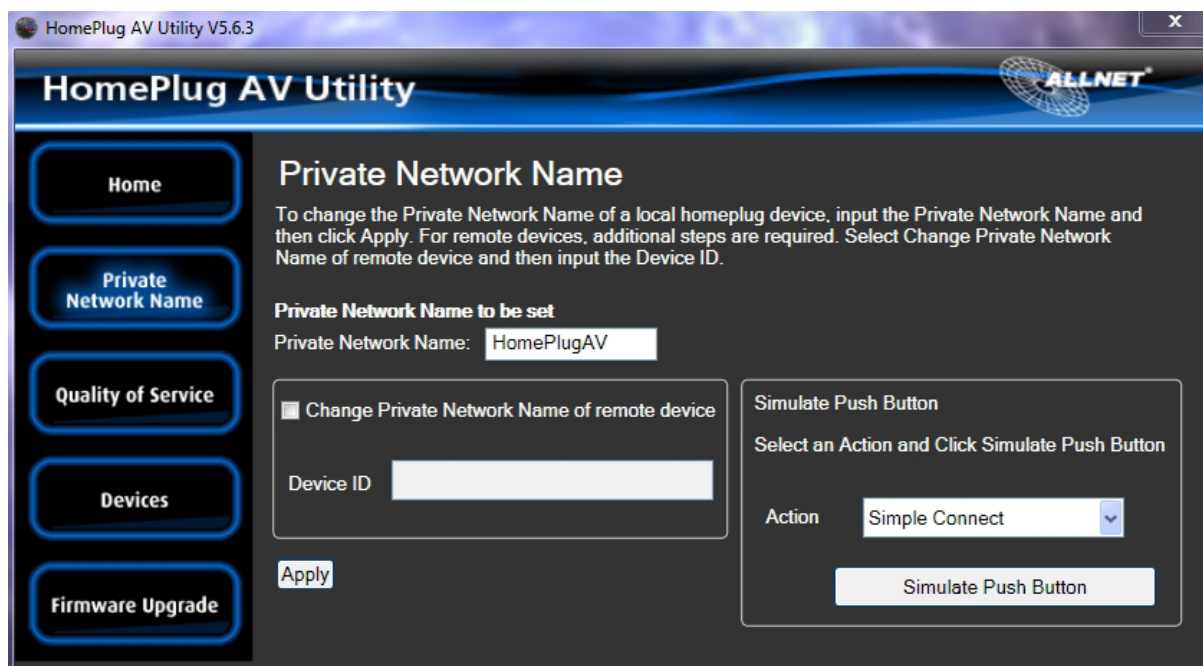 HomePlug AV Utility V5.6.3
x
HomePlug AV Utility
ALLNET®
Home
Private
Network Name
Quality of Service
Devices
Firmware Upgrade
Private Network Name
To change the Private Network Name of a local homeplug device, input the Private Network Name and
then click Apply. For remote devices, additional steps are required. Select Change Private Network
Name of remote device and then input the Device ID.
Private Network Name to be set
Private Network Name: HomePlugAV
Change Private Network Name of remote device
Device ID
Apply
Simulate Push Button
Select an Action and Click Simulate Push Button
Action Simple Connect
Simulate Push Button